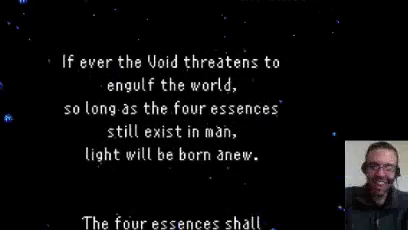 If ever the Void threatens to
engulf the world,
so long as the four essences
still exist in man,
light will be born anew.
The four essences shall